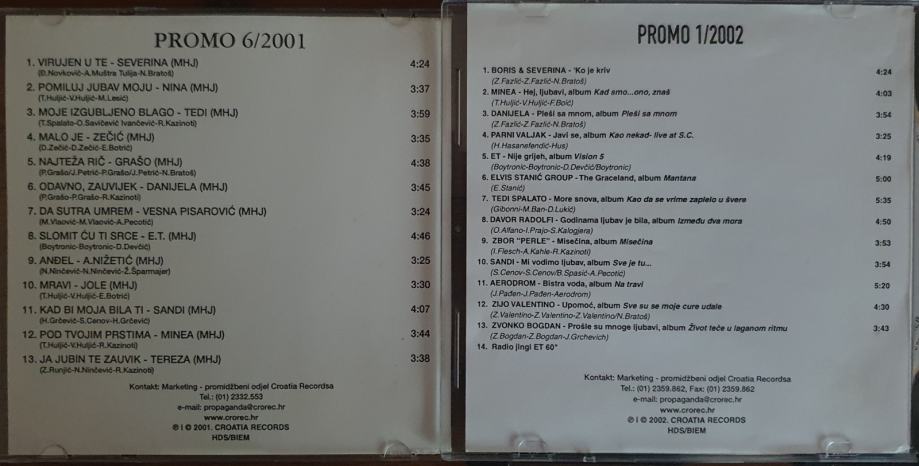 PROMO 6/2001
1. VIRUJEN U TE - SEVERINA (MHJ) 4:24
(Đ.Novković-A.Muštra Tulija-N.Bratoš)
2. POMILUJ JUBAV MOJU - NINA (MHJ) 3:37
(T.Huljić-V.Huljić-M.Lesić)
3. MOJE IZGUBLJENO BLAGO - TEDI (MHJ) 3:59
(T.Spalato-O.Savičević Ivančević-R.Kazinoti)
4. MALO JE - ZEČIĆ (MHJ) 3:35
(D.Zečić-D.Zečić-E.Botrić)
5. NAJTEŽA RIČ - GRAŠO (MHJ) 4:38
(P.Grašo/J.Petrić-P.Grašo/J.Petrić-N.Bratoš)
6. ODAVNO, ZAUVIJEK - DANIJELA (MHJ) 3:45
(P.Grašo-P.Grašo-R.Kazinoti)
7. DA SUTRA UMREM - VESNA PISAROVIĆ (MHJ) 3:24
(M.Vlaović-M.Vlaović-A.Pecotić)
8. SLOMIT ĆU TI SRCE - E.T. (MHJ) 4:46
(Boytronic-Boytronic-D.Devčić)
9. ANĐEL - A.NIŽETIĆ (MHJ) 3:25
(N.Ninčević-N.Ninčević-Ž.Šparmajer)
10. MRAVI - JOLE (MHJ) 3:30
(T.Huljić-V.Huljić-E.Botrić)
11. KAD BI MOJA BILA TI - SANDI (MHJ) 4:07
(H.Grčević-S.Cenov-H.Grčević)
12. POD TVOJIM PRSTIMA - MINEA (MHJ) 3:44
(T.Huljić-V.Huljić-R.Kazinoti)
13. JA JUBIN TE ZAUVIK - TEREZA (MHJ) 3:38
(Z.Runjić-N.Ninčević-R.Kazinoti)
Kontakt: Marketing - promidžbeni odjel Croatia Recordsa
Tel.: (01) 2332.553
e-mail: propaganda@crorec.hr
www.crorec.hr
℗ I © 2001. CROATIA RECORDS
HDS/BIEM
PROMO 1/2002
1. BORIS & SEVERINA - 'Ko je kriv 4:24
(Z.Fazlić-Z.Fazlić-N.Bratoš)
2. MINEA - Hej, ljubavi, album Kad smo...ono, znaš 4:03
(T.Huljić-V.Huljić-F.Boić)
3. DANIJELA - Pleši sa mnom, album Pleši sa mnom 3:54
(Z.Fazlić-Z.Fazlić-N.Bratoš)
4. PARNI VALJAK - Javi se, album Kao nekad- live at S.C. 3:25
(H.Hasanefendić-Hus)
5. ET - Nije grijeh, album Vision 5 4:19
(Boytronic-Boytronic-D.Devčić/Boytronic)
6. ELVIS STANIĆ GROUP - The Graceland, album Mantana 5:00
(E.Stanić)
7. TEDI SPALATO - More snova, album Kao da se vrime zapielo u švere 5:35
(Gibonni-M.Ban-D.Lukić)
8. DAVOR RADOLFI - Godinama ljubav je bila, album Između dva mora 4:50
(O.Alfano-I.Prajo-S.Kalogjera)
9. ZBOR "PERLE" - Misečina, album Misečina 3:53
(I.Flesch-A.Kahle-R.Kazinoti)
10. SANDI - Mi vodimo ljubav, album Sve je tu... 3:54
(S.Cenov-S.Cenov/B.Spasić-A.Pecotić)
11. AERODROM - Bistra voda, album Na travi 5:20
(J.Pađen-J.Pađen-Aerodrom)
12. ZIJO VALENTINO - Upomoć, album Sve su se moje cure udale 4:30
(Z.Valentino-Z.Valentino-Z.Valentino/N.Bratoš)
13. ZVONKO BOGDAN - Prošle su mnoge ljubavi, album Život teče u laganom ritmu 3:43
(Z.Bogdan-Z.Bogdan-J.Grchevich)
14. Radio jingl ET 60"
Kontakt: Marketing - promidžbeni odjel Croatia Recordsa
Tel.: (01) 2359.862, Fax: (01) 2359.862
e-mail: propaganda@crorec.hr
www.crorec.hr
℗ I © 2002. CROATIA RECORDS
HDS/BIEM